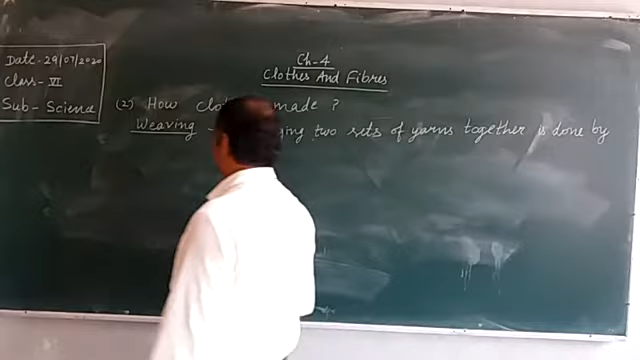 Date - 29/07/2020
Class - VI
Sub - Science
Ch-4
Clothes And Fibres
(2) How clo made ?
Weaving - ging two sets of yarns together is done by